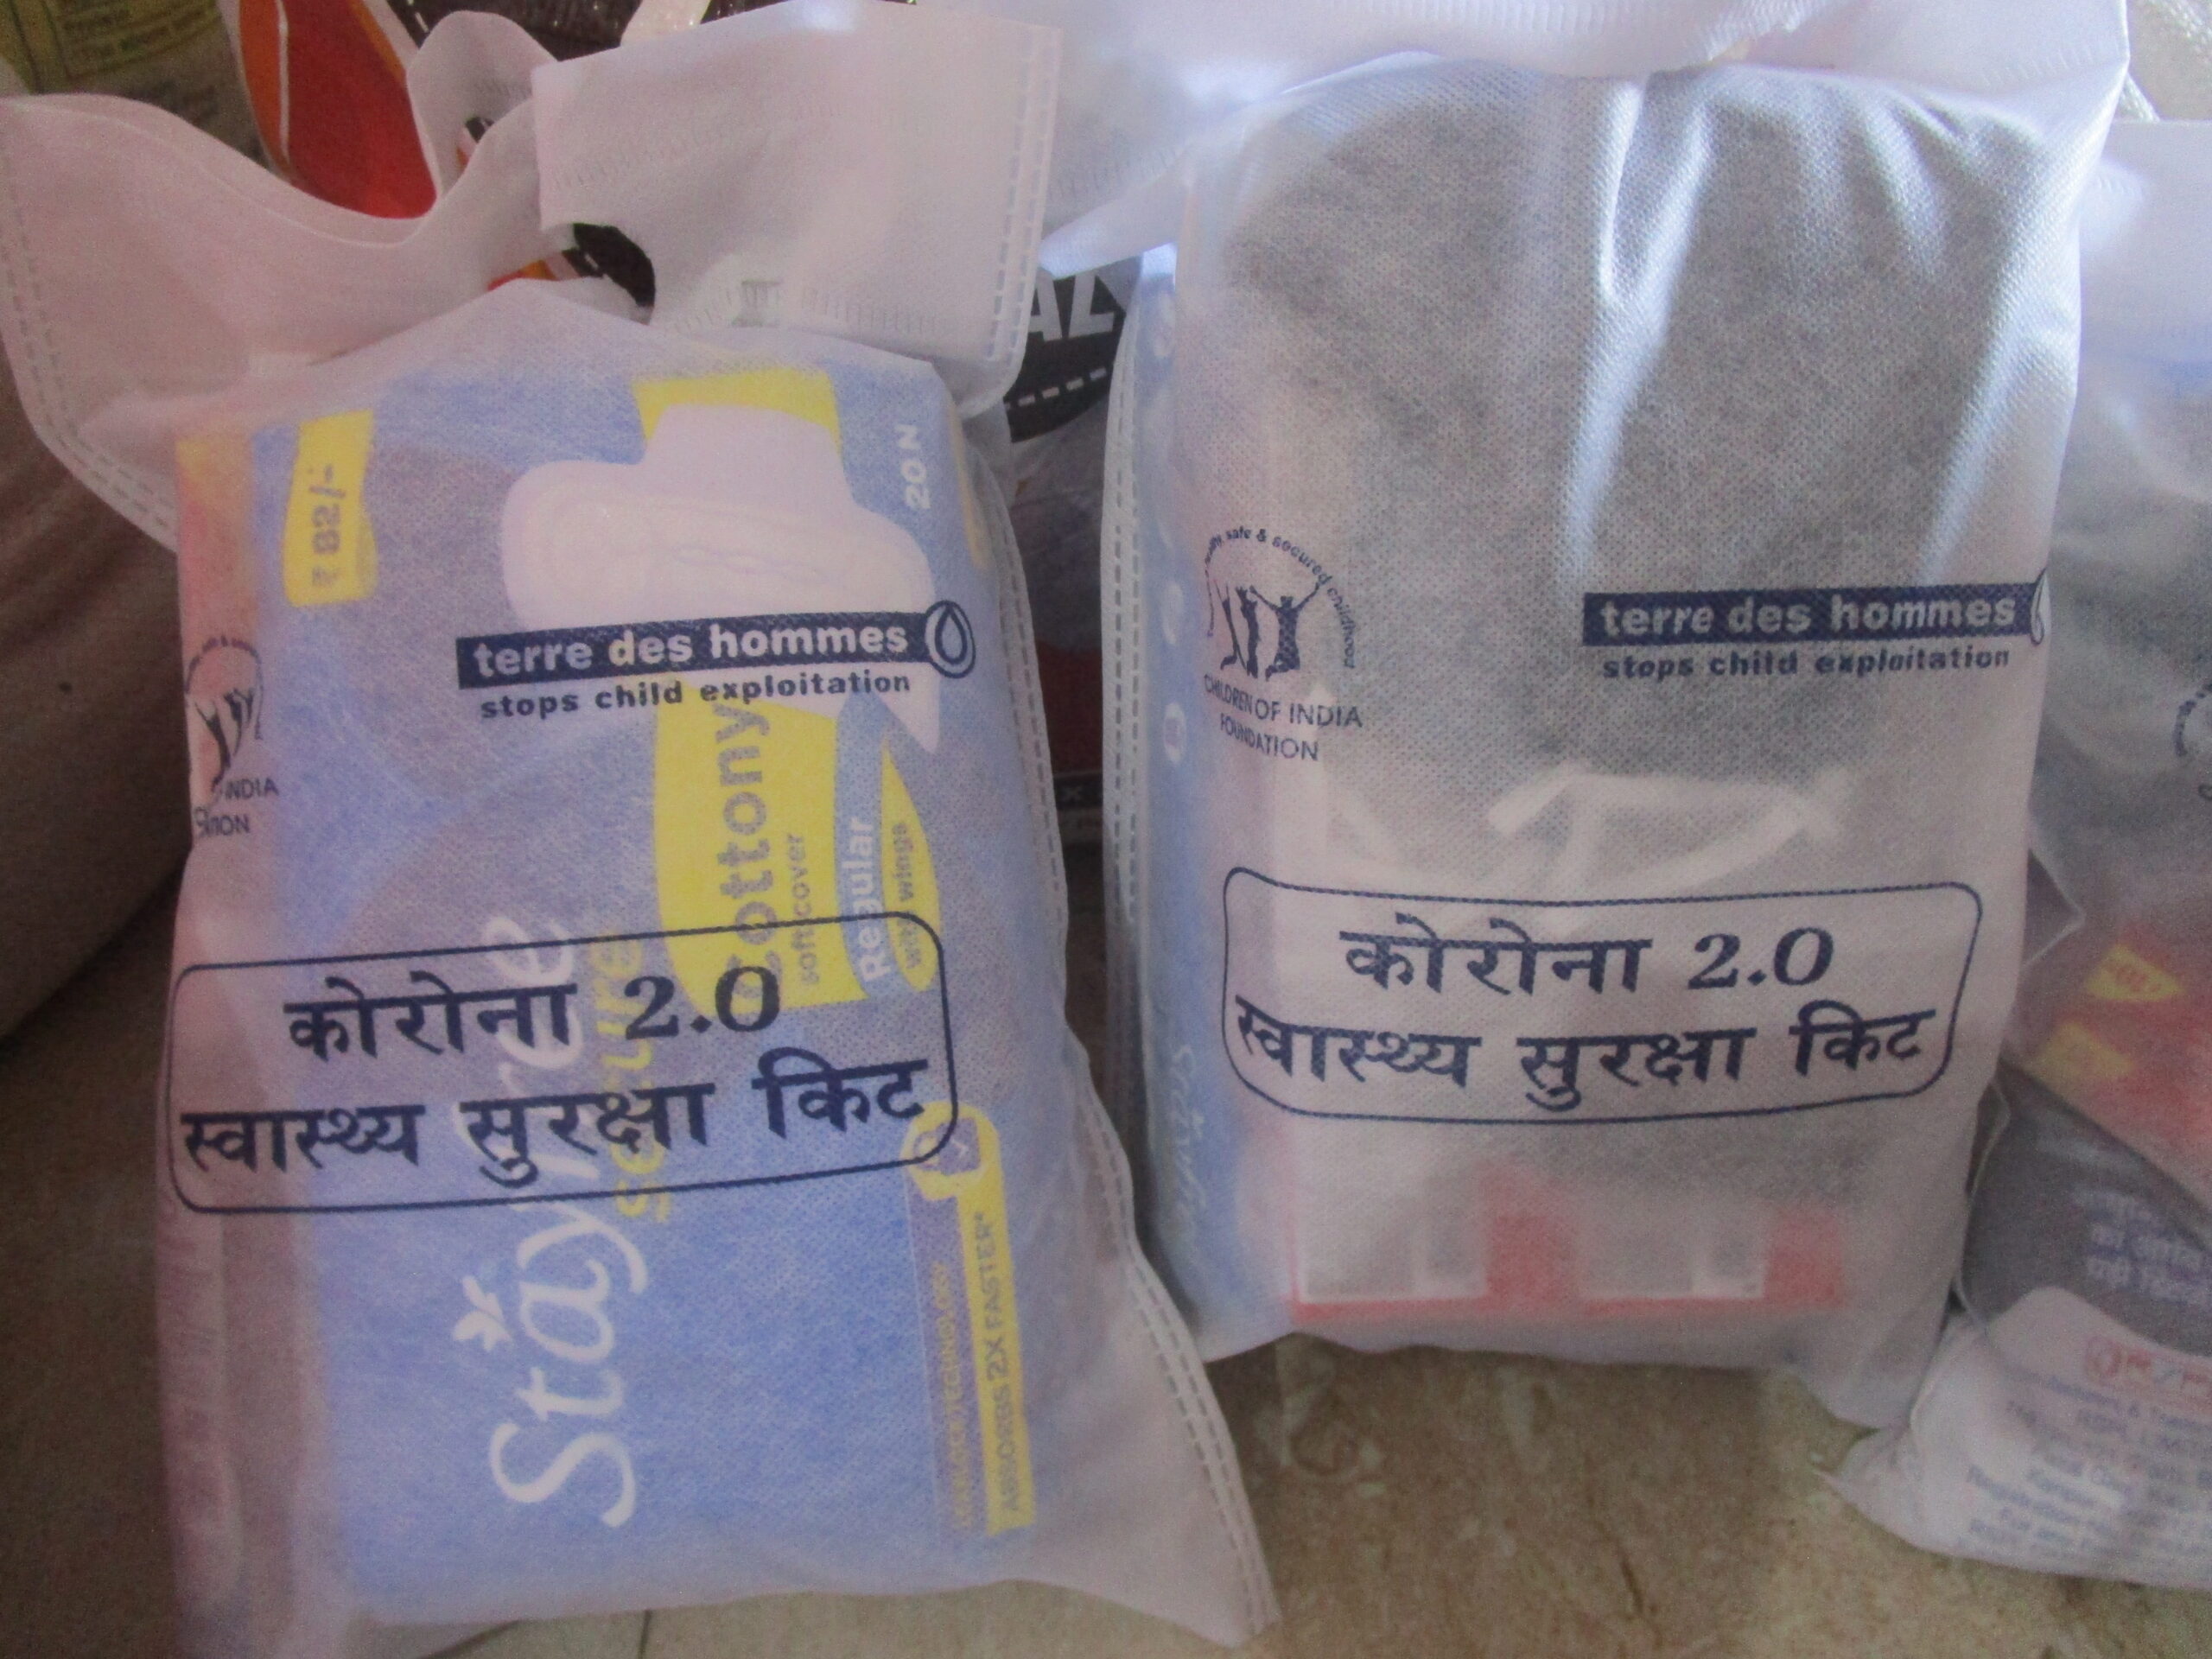 ₹ 82/-
20 N
terre des hommes
stops child exploitation
INDIA
Cottony
soft cover
Regular
with wings
Stayfree
secure
कोरोना 2.0
स्वास्थ्य सुरक्षा किट
ABSORBS 2X FASTER*
safe & secured childhood
CHILDREN OF INDIA
FOUNDATION
terre des hommes
stops child exploitation
कोरोना 2.0
स्वास्थ्य सुरक्षा किट